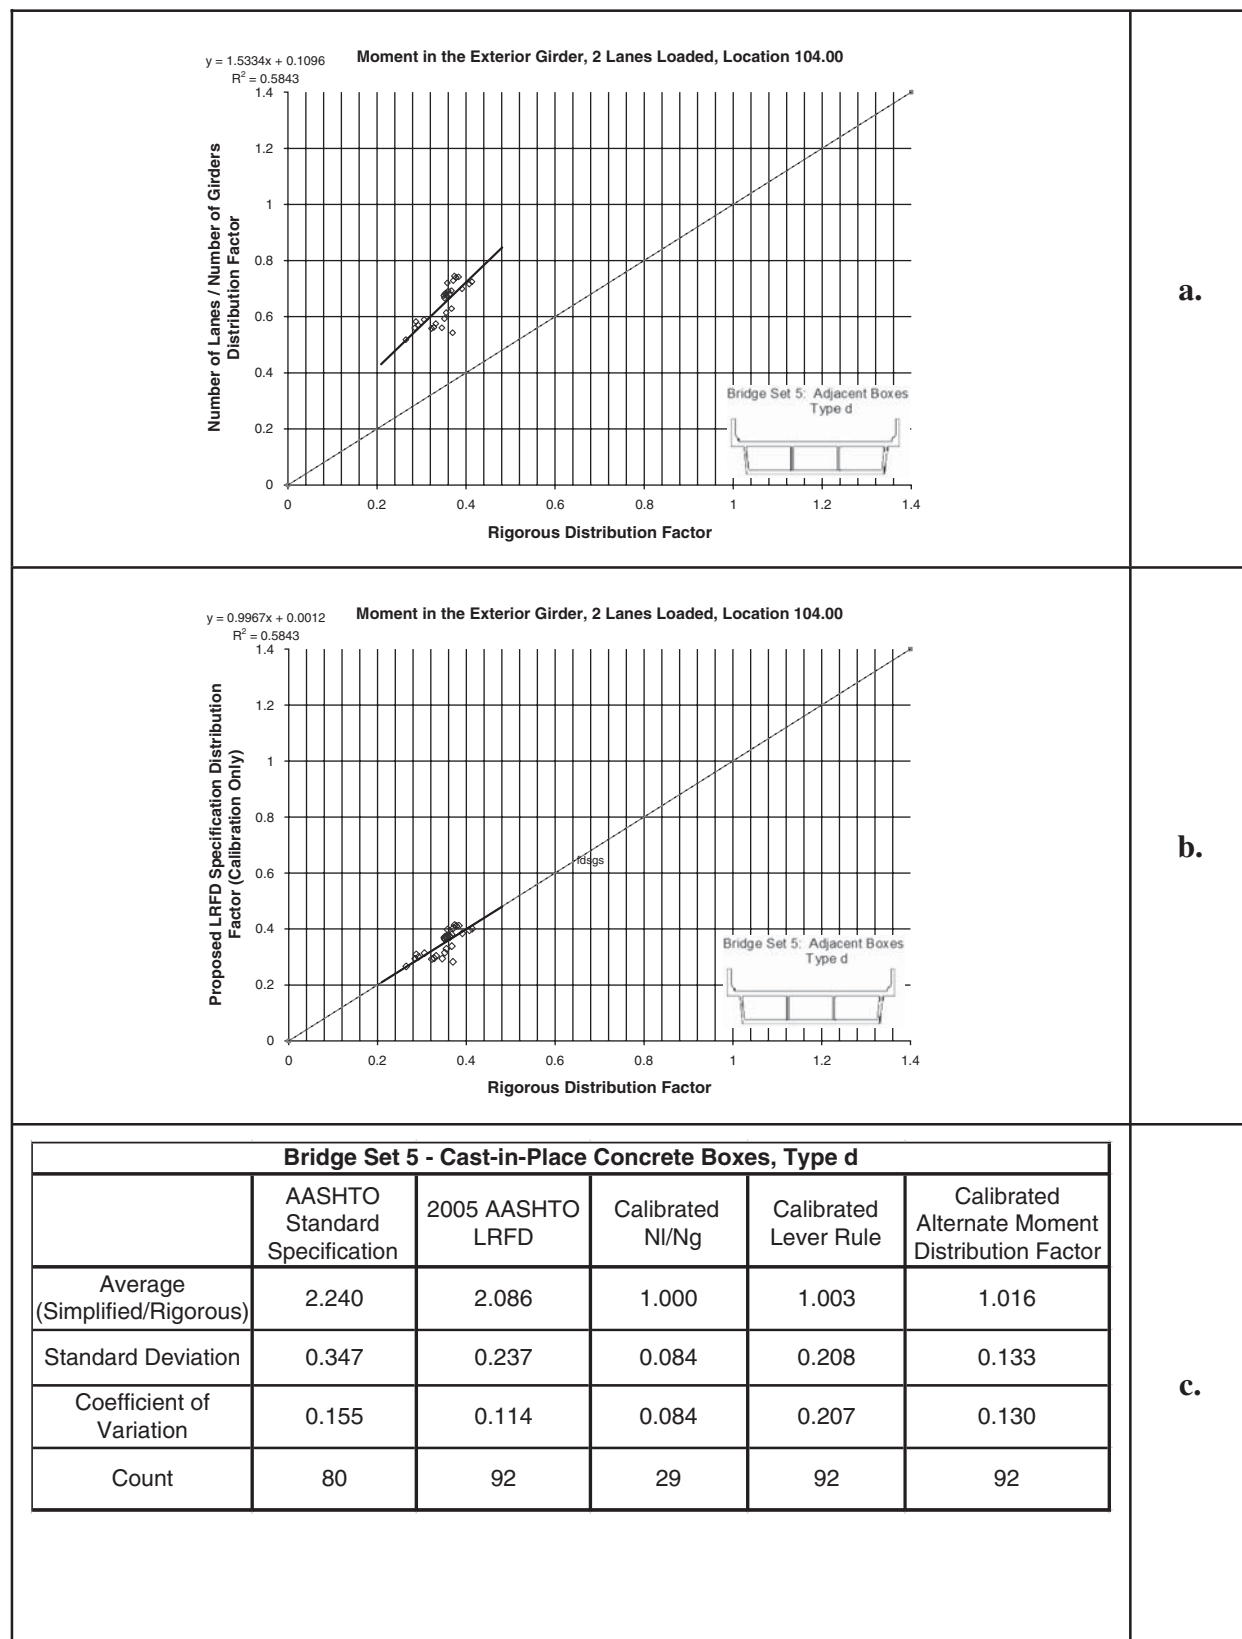 y = 1.5334x + 0.1096
R² = 0.5843
Moment in the Exterior Girder, 2 Lanes Loaded, Location 104.00
Number of Lanes / Number of Girders
Distribution Factor
1.4
1.2
1
0.8
0.6
0.4
0.2
0
0 0.2 0.4 0.6 0.8 1 1.2 1.4
Rigorous Distribution Factor
Bridge Set 5: Adjacent Boxes
Type d
a.
y = 0.9967x + 0.0012
R² = 0.5843
Moment in the Exterior Girder, 2 Lanes Loaded, Location 104.00
Proposed LRFD Specification Distribution
Factor (Calibration Only)
1.4
1.2
1
0.8
0.6
0.4
0.2
0
0 0.2 0.4 0.6 0.8 1 1.2 1.4
Rigorous Distribution Factor
fdsgs
Bridge Set 5: Adjacent Boxes
Type d
b.
Bridge Set 5 - Cast-in-Place Concrete Boxes, Type d
AASHTO
Standard
Specification
2005 AASHTO
LRFD
Calibrated
Nl/Ng
Calibrated
Lever Rule
Calibrated
Alternate Moment
Distribution Factor
Average
(Simplified/Rigorous)
2.240 2.086 1.000 1.003 1.016
Standard Deviation 0.347 0.237 0.084 0.208 0.133
Coefficient of
Variation
0.155 0.114 0.084 0.207 0.130
Count 80 92 29 92 92
c.